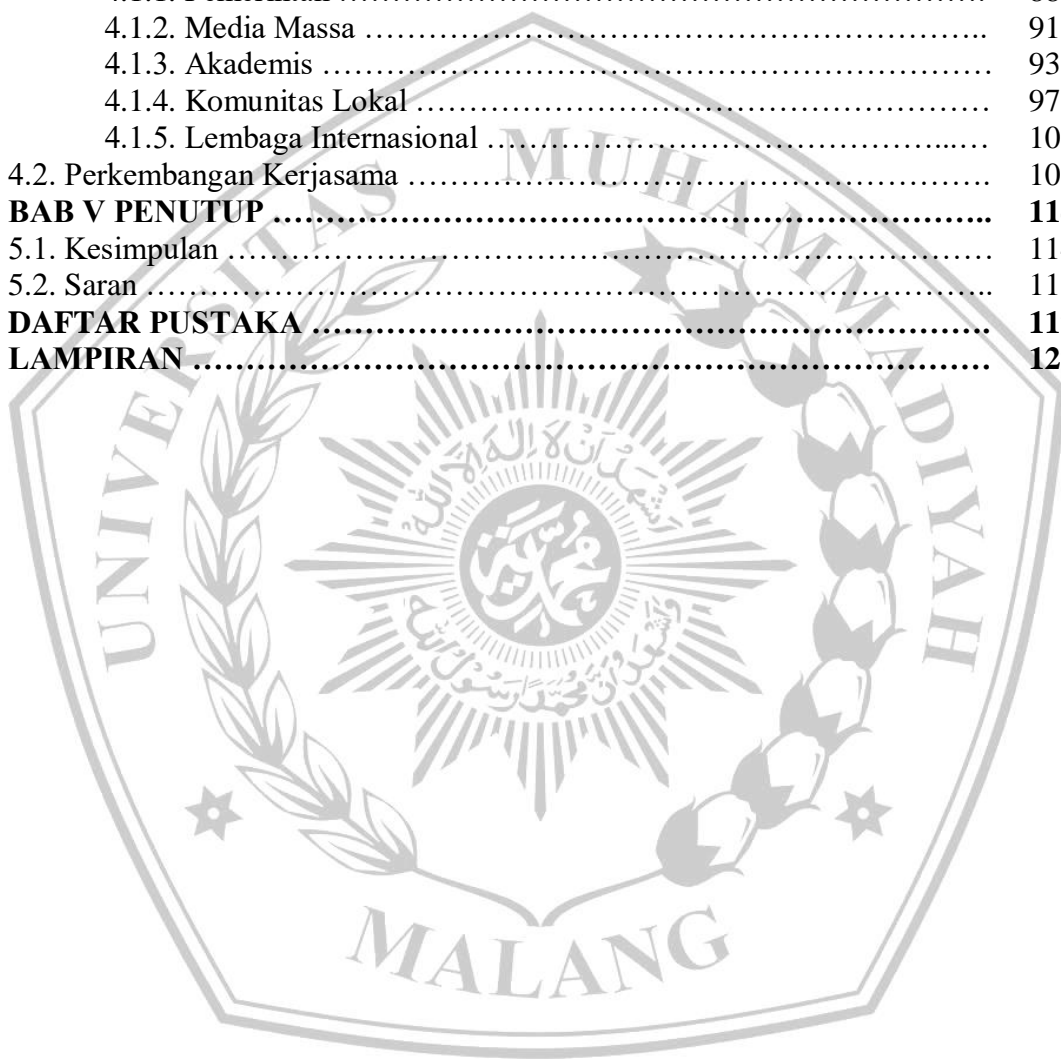 4.1.2. Media Massa ………………………………………………….. 91
4.1.3. Akademis ……………………………………………………… 93
4.1.4. Komunitas Lokal ……………………………………………… 97
4.1.5. Lembaga Internasional ………………………………………...… 10
4.2. Perkembangan Kerjasama ………………………………………………. 10
BAB V PENUTUP ………………………………………………………….. 11
5.1. Kesimpulan ……………………………………………………………… 11
5.2. Saran …………………………………………………………………….. 11
DAFTAR PUSTAKA ………………………………………………………. 11
LAMPIRAN ………………………………………………………………… 12
UNIVERSITAS MUHAMMADIYAH
MALANG